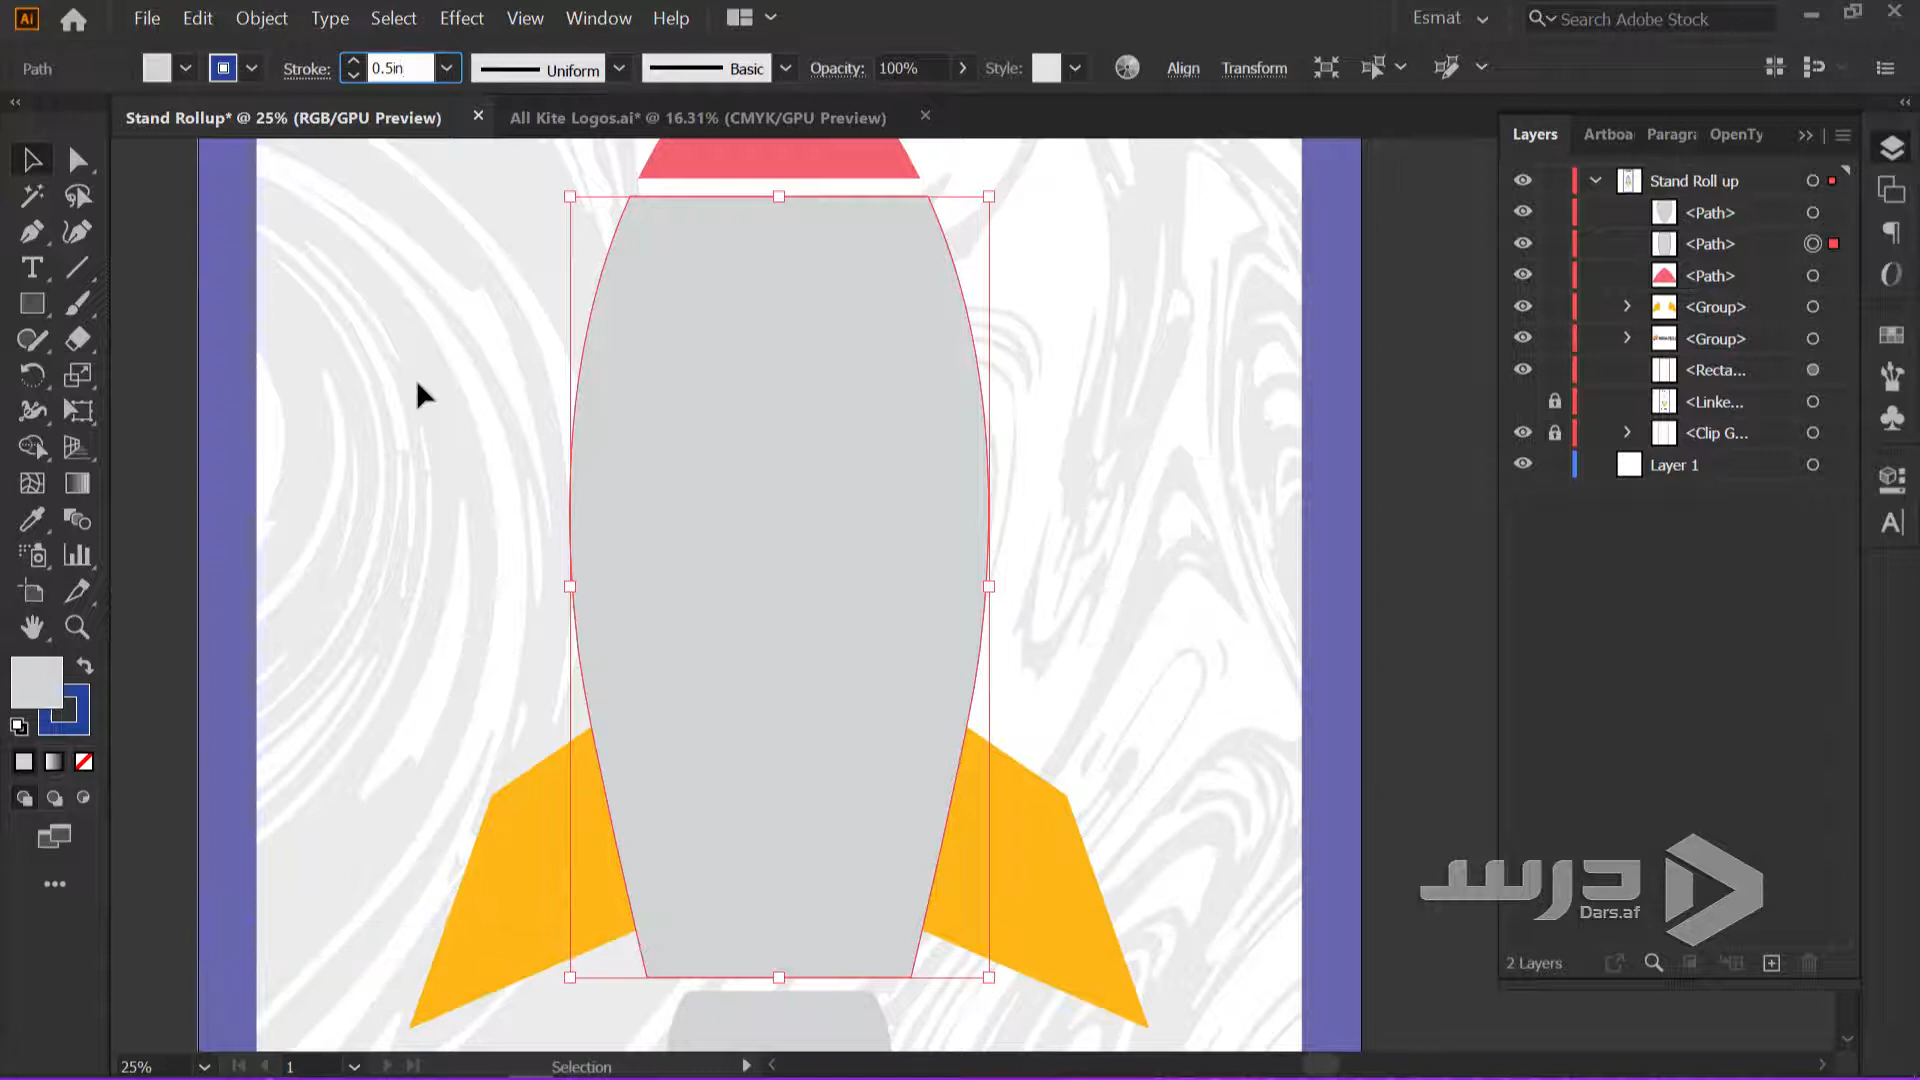 Ai File Edit Object Type Select Effect View Window Help Esmat Search Adobe Stock
Path Stroke: 0.5in Uniform Basic Opacity: 100% Style: Align Transform
Stand Rollup* @ 25% (RGB/GPU Preview) All Kite Logos.ai* @ 16.31% (CMYK/GPU Preview)
Layers Artboa Paragra OpenTy
Stand Roll up
<Path>
<Path>
<Path>
<Group>
<Group>
<Recta...
<Linke...
<Clip G...
Layer 1
درس
Dars.af
2 Layers
25% 1 Selection